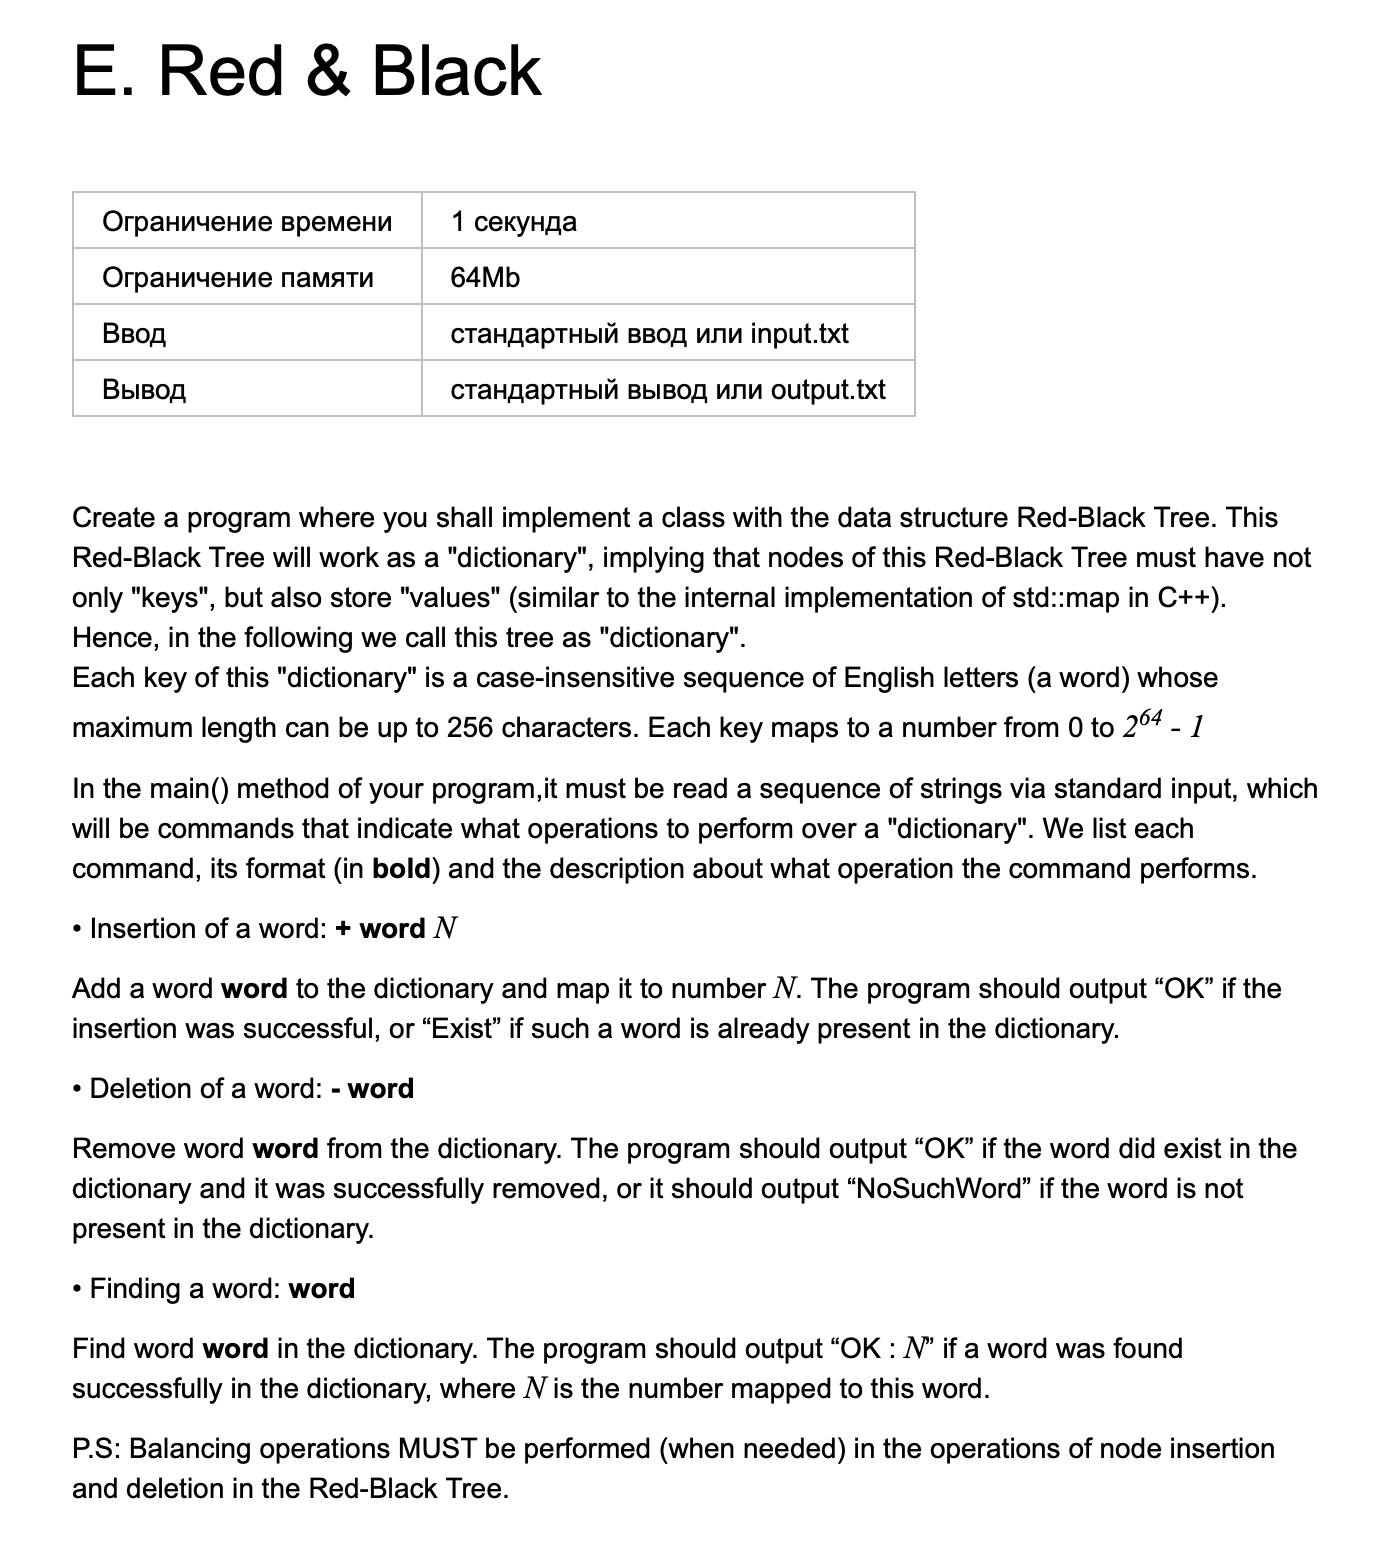 E. Red & Black
Ограничение времени 1 секунда
Ограничение памяти 64Mb
Ввод стандартный ввод или input.txt
Вывод стандартный вывод или output.txt
Create a program where you shall implement a class with the data structure Red-Black Tree. This
Red-Black Tree will work as a "dictionary", implying that nodes of this Red-Black Tree must have not
only "keys", but also store "values" (similar to the internal implementation of std::map in C++).
Hence, in the following we call this tree as "dictionary".
Each key of this "dictionary" is a case-insensitive sequence of English letters (a word) whose
maximum length can be up to 256 characters. Each key maps to a number from 0 to 2^64 - 1
In the main() method of your program,it must be read a sequence of strings via standard input, which
will be commands that indicate what operations to perform over a "dictionary". We list each
command, its format (in bold) and the description about what operation the command performs.
• Insertion of a word: + word N
Add a word word to the dictionary and map it to number N. The program should output “OK” if the
insertion was successful, or “Exist” if such a word is already present in the dictionary.
• Deletion of a word: - word
Remove word word from the dictionary. The program should output “OK” if the word did exist in the
dictionary and it was successfully removed, or it should output “NoSuchWord” if the word is not
present in the dictionary.
• Finding a word: word
Find word word in the dictionary. The program should output “OK : N” if a word was found
successfully in the dictionary, where N is the number mapped to this word.
P.S: Balancing operations MUST be performed (when needed) in the operations of node insertion
and deletion in the Red-Black Tree.